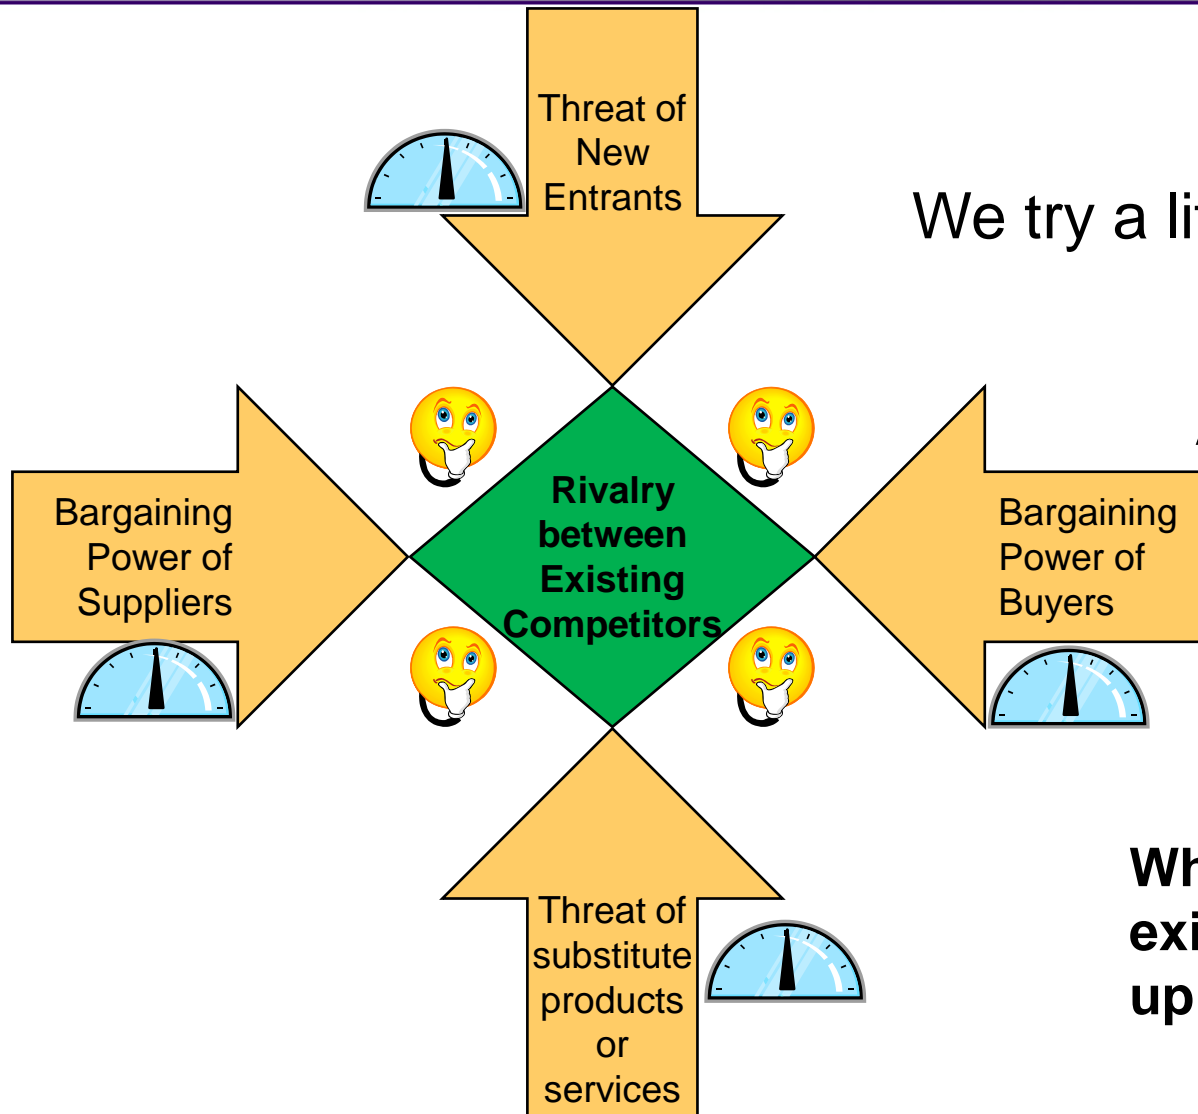 Threat of
New
Entrants
We try a li
Bargaining
Power of
Suppliers
Rivalry
between
Existing
Competitors
Bargaining
Power of
Buyers
Threat of
substitute
products
or
services
Wh
exi
up